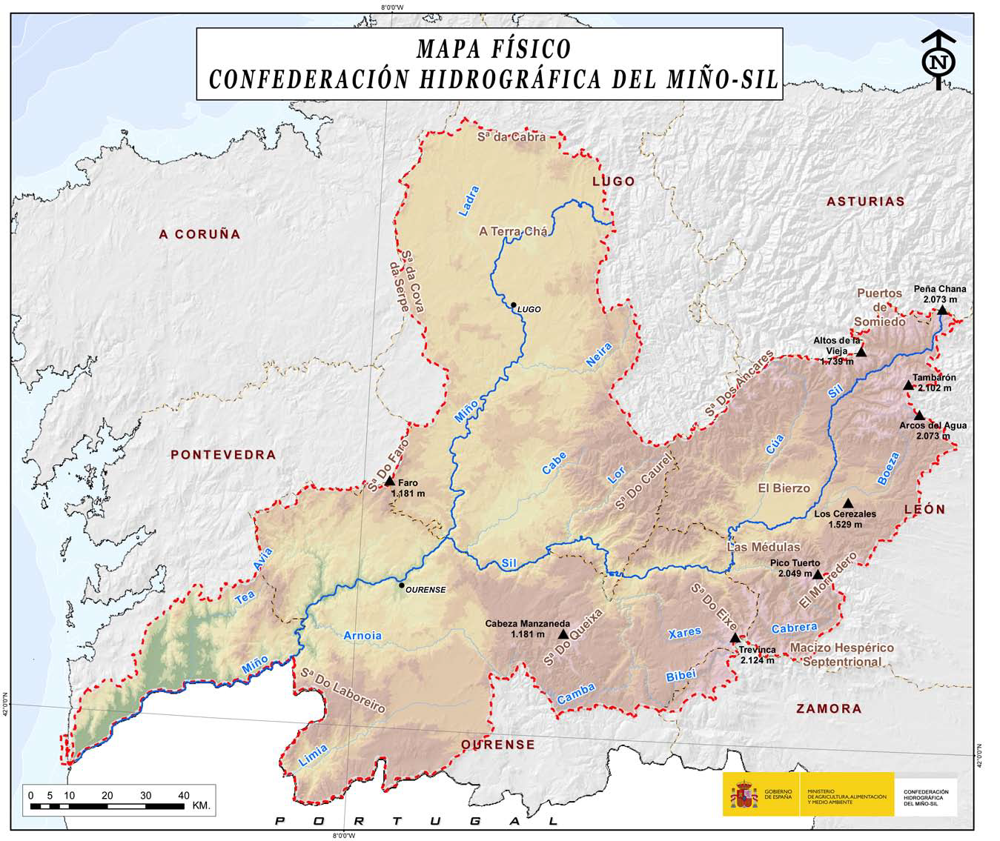 8°0'0"W
MAPA FÍSICO
CONFEDERACIÓN HIDROGRÁFICA DEL MIÑO-SIL
N
Sª da Cabra
LUGO
ASTURIAS
Ladra
A CORUÑA
A Terra Chá
Sª da Cova
da Serpe
Peña Chana
2.073 m
Puertos
de
Somiedo
LUGO
Altos de la
Vieja
1.739 m
Neira
Sª Dos Ancares
Sil
Tambarón
2.102 m
Miño
Arcos del Agua
2.073 m
Cúa
PONTEVEDRA
Sª Do Faro
Cabe
Lor
Sª Do Caurel
Boeza
Faro
1.181 m
El Bierzo
Los Cerezales
1.529 m
LEÓN
Las Médulas
Avia
Sil
Pico Tuerto
2.049 m
El Morredero
OURENSE
Tea
Sª Do Eixe
Cabeza Manzaneda
1.181 m
Sª Do Queixa
Arnoia
Xares
Cabrera
Trevinca
2.124 m
Macizo Hespérico
Septentrional
Miño
Bibei
Sª Do Laboreiro
Camba
42°0'0"N
ZAMORA
OURENSE
Limia
42°0'0"N
0 5 10 20 30 40
KM.
PORTUGAL
GOBIERNO
DE ESPAÑA
MINISTERIO
DE AGRICULTURA, ALIMENTACIÓN
Y MEDIO AMBIENTE
CONFEDERACIÓN
HIDROGRÁFICA
DEL MIÑO-SIL
8°0'0"W